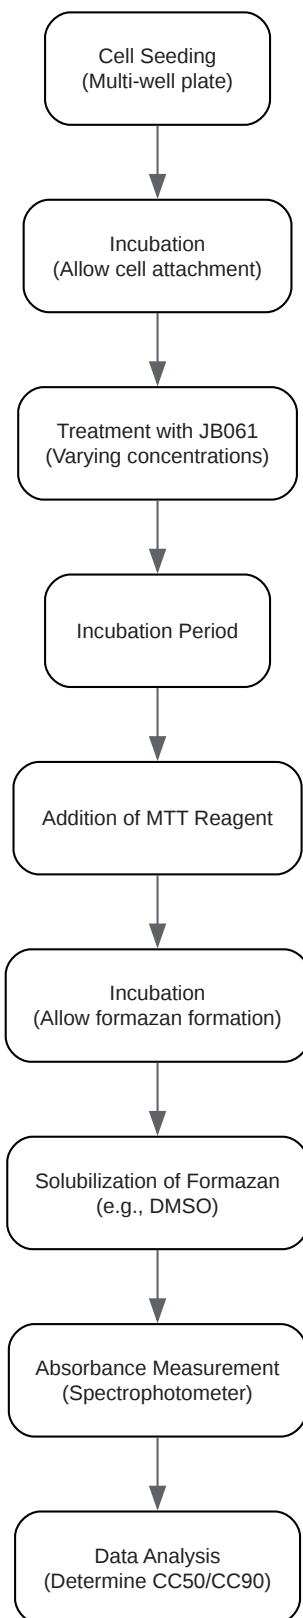 Cell Seeding
(Multi-well plate)
Incubation
(Allow cell attachment)
Treatment with JB061
(Varying concentrations)
Incubation Period
Addition of MTT Reagent
Incubation
(Allow formazan formation)
Solubilization of Formazan
(e.g., DMSO)
Absorbance Measurement
(Spectrophotometer)
Data Analysis
(Determine CC50/CC90)